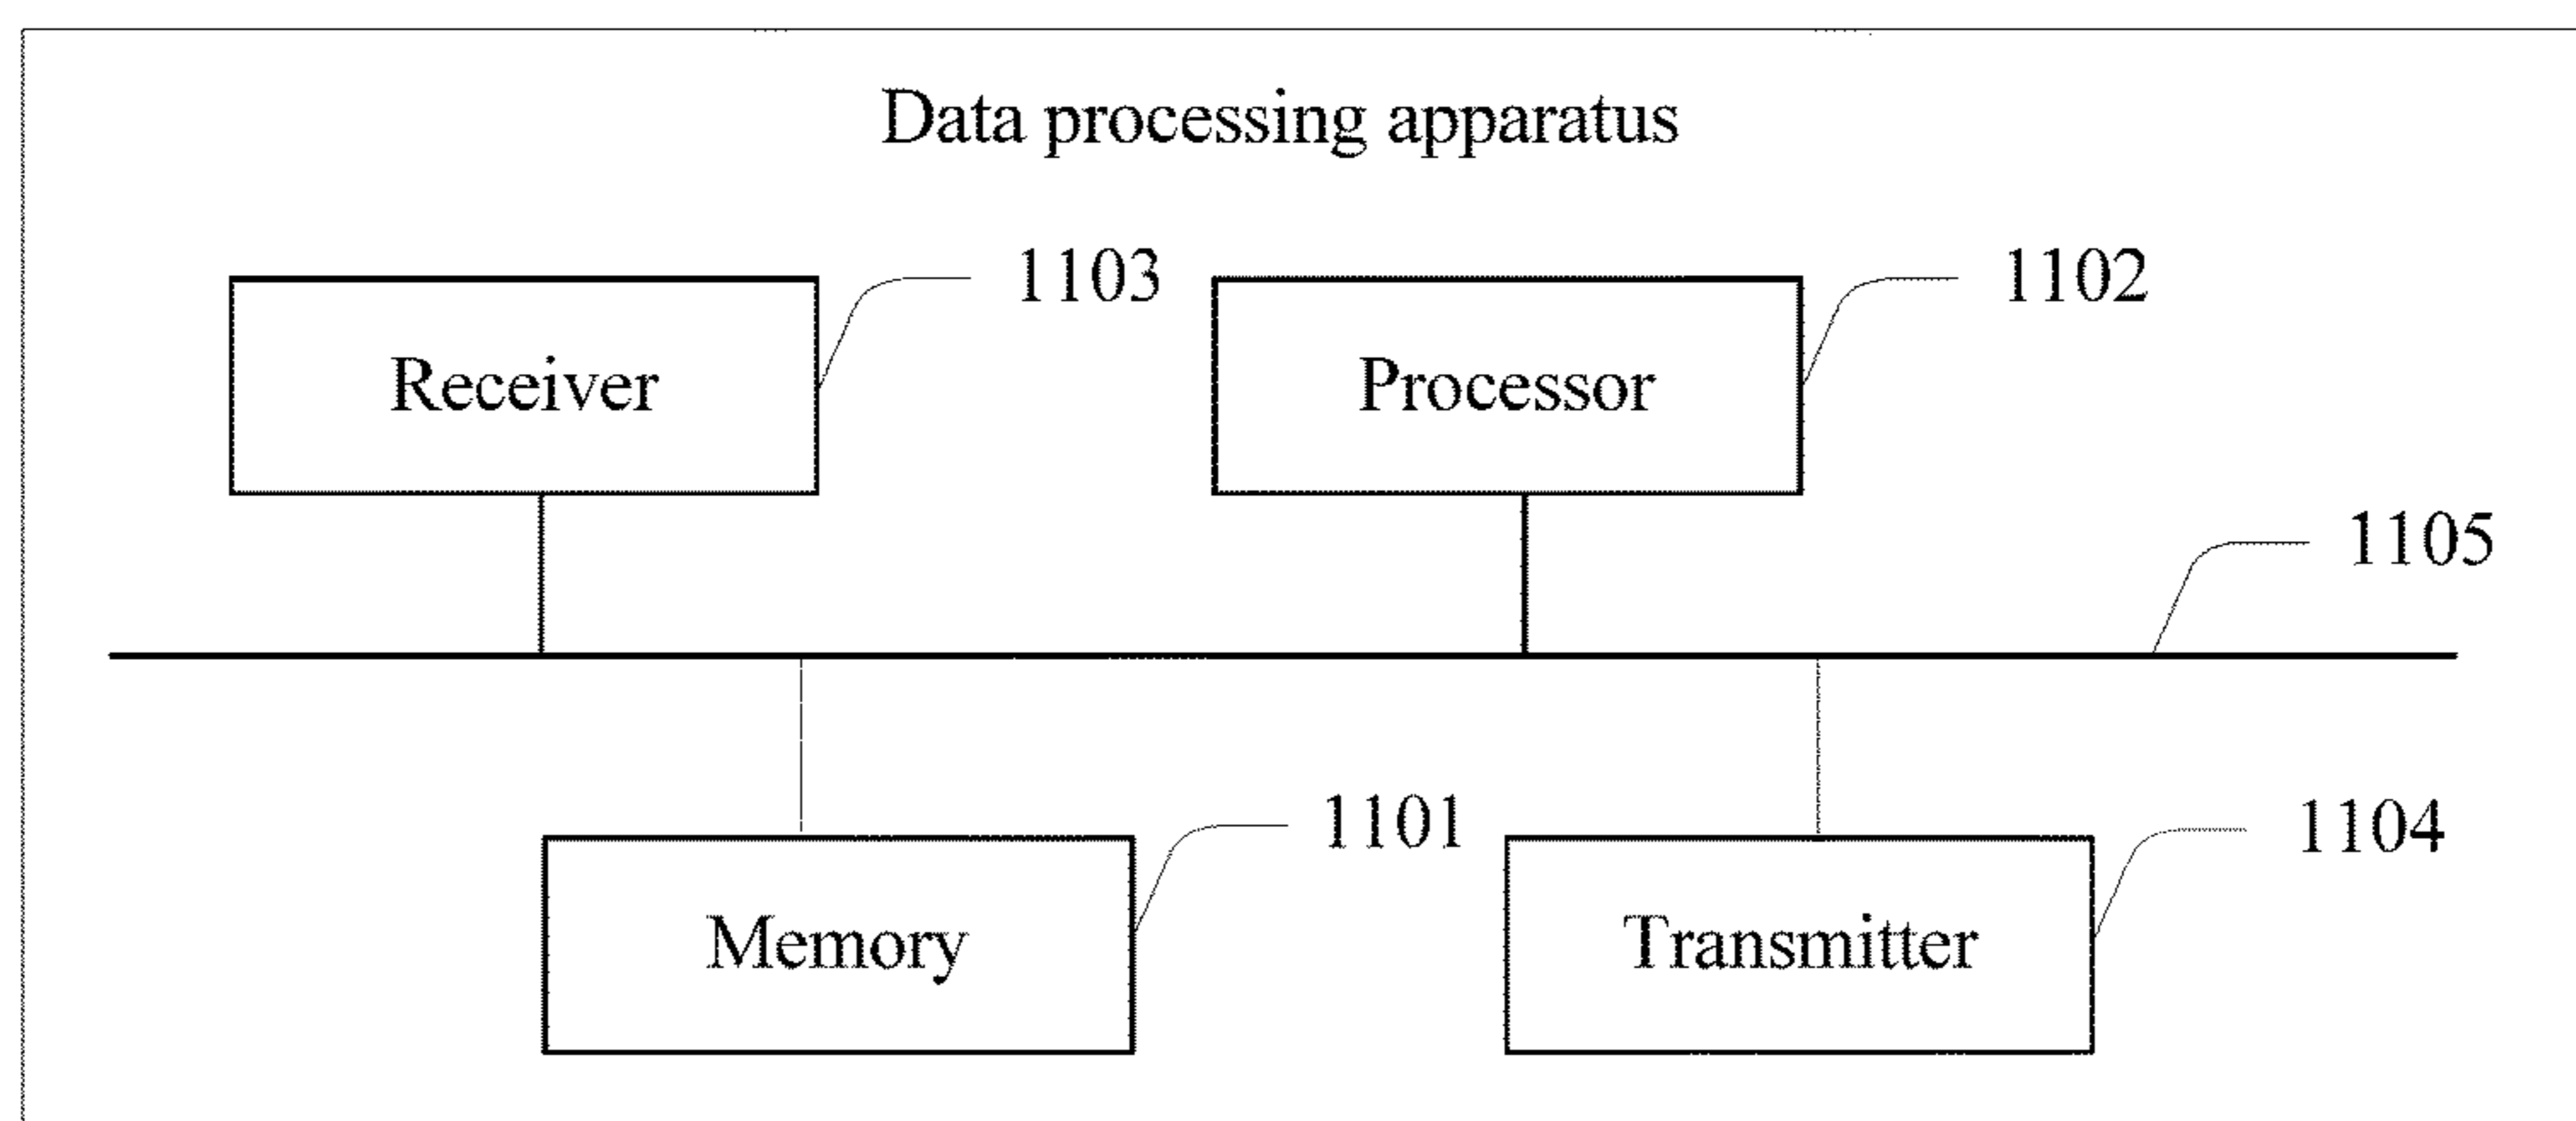 Data processing apparatus
1103
1102
Receiver
Processor
1105
1101
1104
Memory
Transmitter